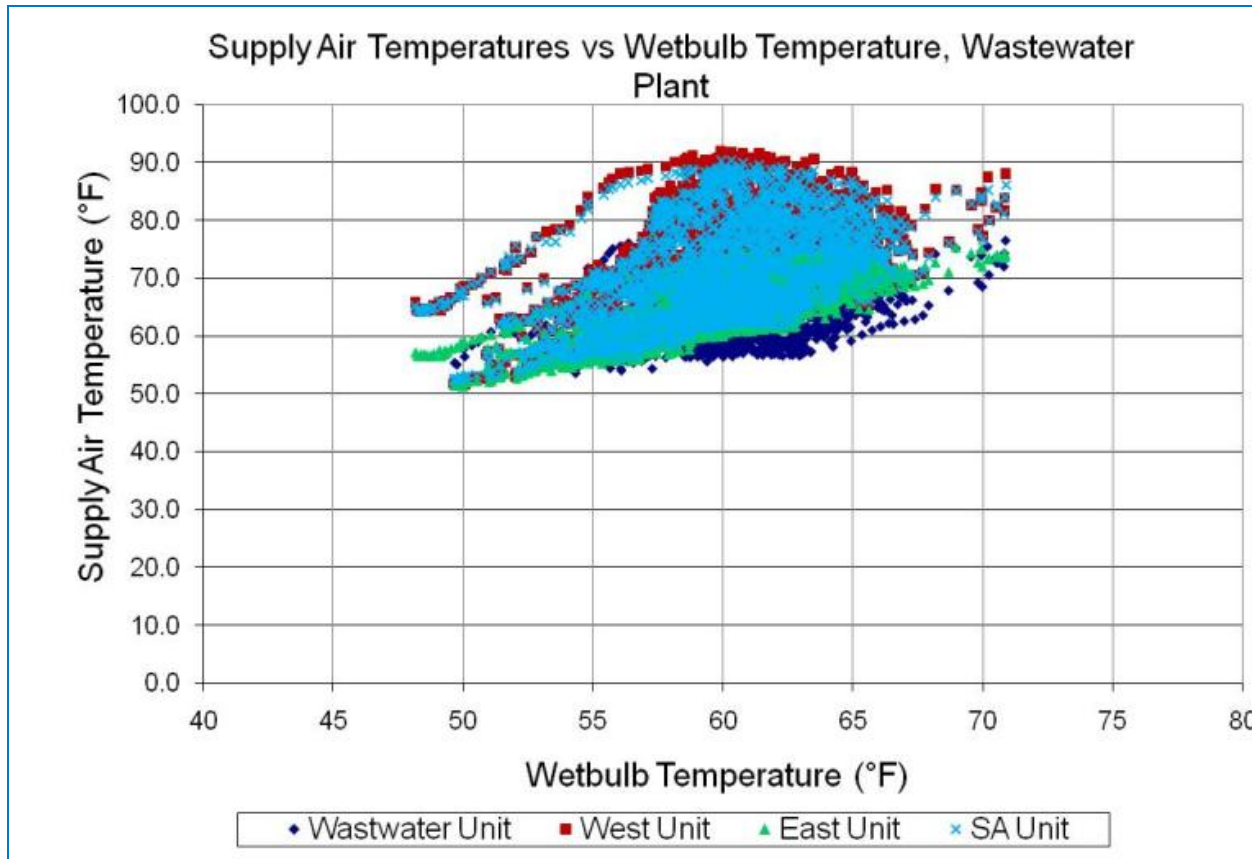 Supply Air Temperatures vs Wetbulb Temperature, Wastewater
Plant
100.0
90.0
80.0
70.0
60.0
50.0
40.0
30.0
20.0
10.0
0.0
Supply Air Temperature (°F)
40 45 50 55 60 65 70 75 80
Wetbulb Temperature (°F)
Wastwater Unit West Unit East Unit SA Unit